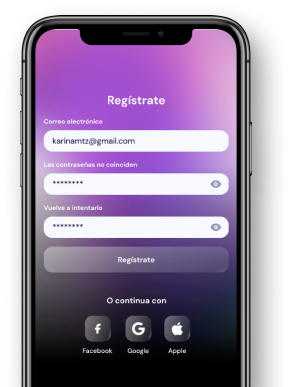 Regístrate
Correo electrónico
karinamtz@gmail.com
Las contraseñas no coinciden
********
Vuelve a intentarlo
********
Regístrate
O continua con
f
G
Facebook Google Apple